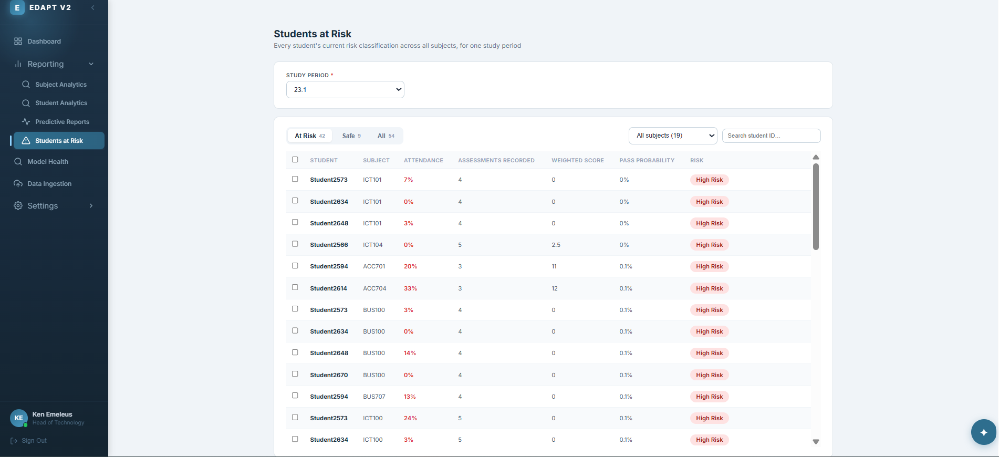 E EDAPT V2
Dashboard
Reporting
Subject Analytics
Student Analytics
Predictive Reports
Students at Risk
Model Health
Data Ingestion
Settings
KE Ken Emeleus
Head of Technology
Sign Out
Students at Risk
Every student's current risk classification across all subjects, for one study period
STUDY PERIOD *
23.1
At Risk 42 Safe 9 All 54 All subjects (19) Search student ID...
STUDENT SUBJECT ATTENDANCE ASSESSMENTS RECORDED WEIGHTED SCORE PASS PROBABILITY RISK
Student2573 ICT101 7% 4 0 0% High Risk
Student2634 ICT101 0% 4 0 0% High Risk
Student2648 ICT101 3% 4 0 0% High Risk
Student2566 ICT104 0% 5 2.5 0% High Risk
Student2594 ACC701 20% 3 11 0.1% High Risk
Student2614 ACC704 33% 3 12 0.1% High Risk
Student2573 BUS100 3% 4 0 0.1% High Risk
Student2634 BUS100 0% 4 0 0.1% High Risk
Student2648 BUS100 14% 4 0 0.1% High Risk
Student2670 BUS100 0% 4 0 0.1% High Risk
Student2594 BUS707 13% 4 0 0.1% High Risk
Student2573 ICT100 24% 5 0 0.1% High Risk
Student2634 ICT100 3% 5 0 0.1% High Risk